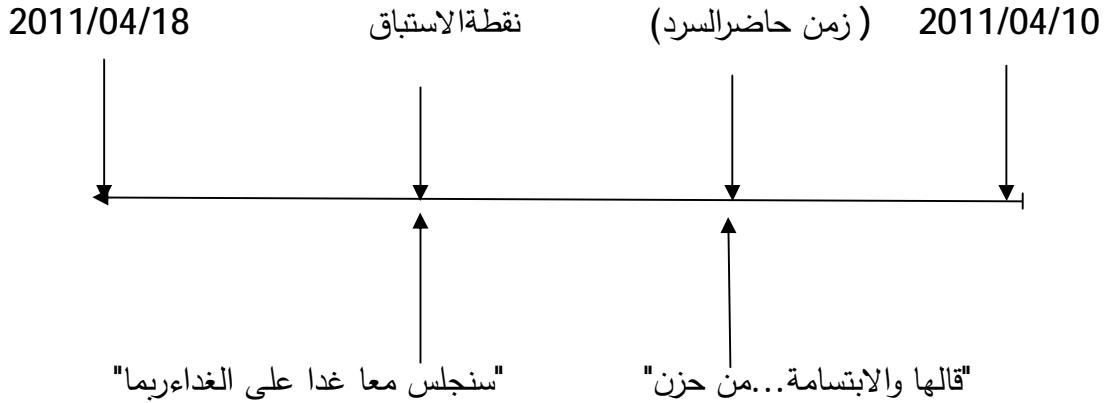 2011/04/10 (زمن حاضرالسرد) نقطةالاستباق 2011/04/18
"قالها والابتسامة...من حزن" "سنجلس معا غدا على الغداءربما"